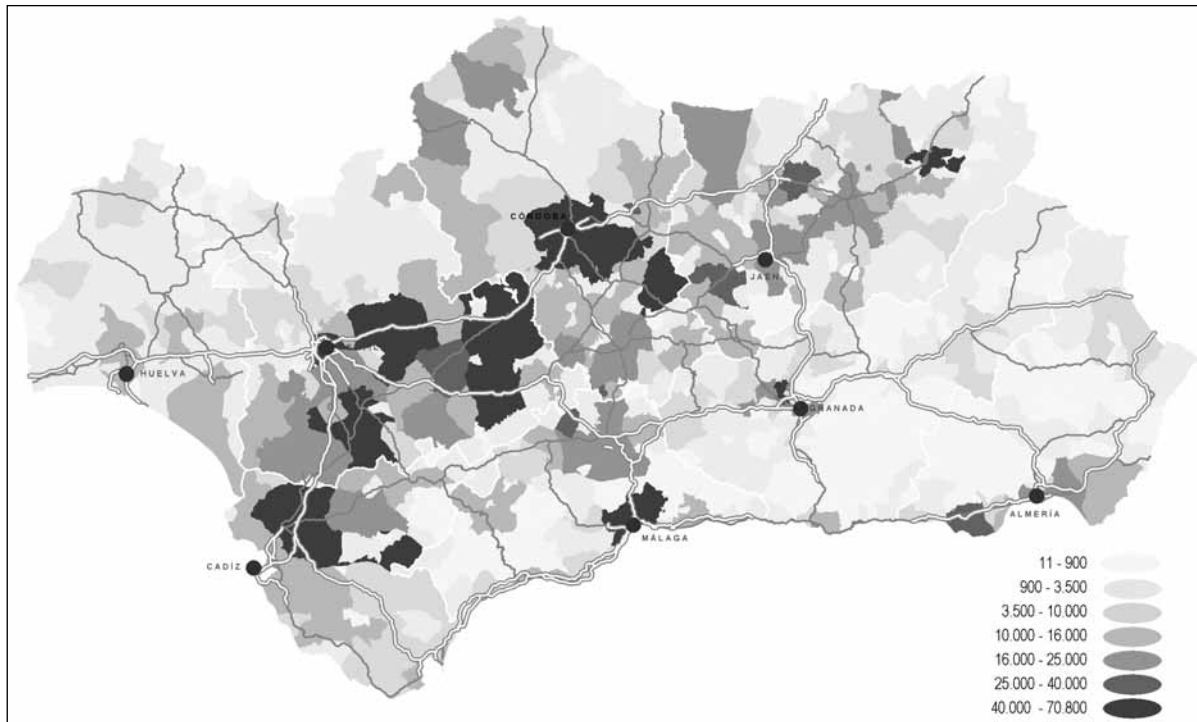 CÓRDOBA
JAÉN
HUELVA
GRANADA
ALMERÍA
MÁLAGA
CADÍZ
11 - 900
900 - 3.500
3.500 - 10.000
10.000 - 16.000
16.000 - 25.000
25.000 - 40.000
40.000 - 70.800